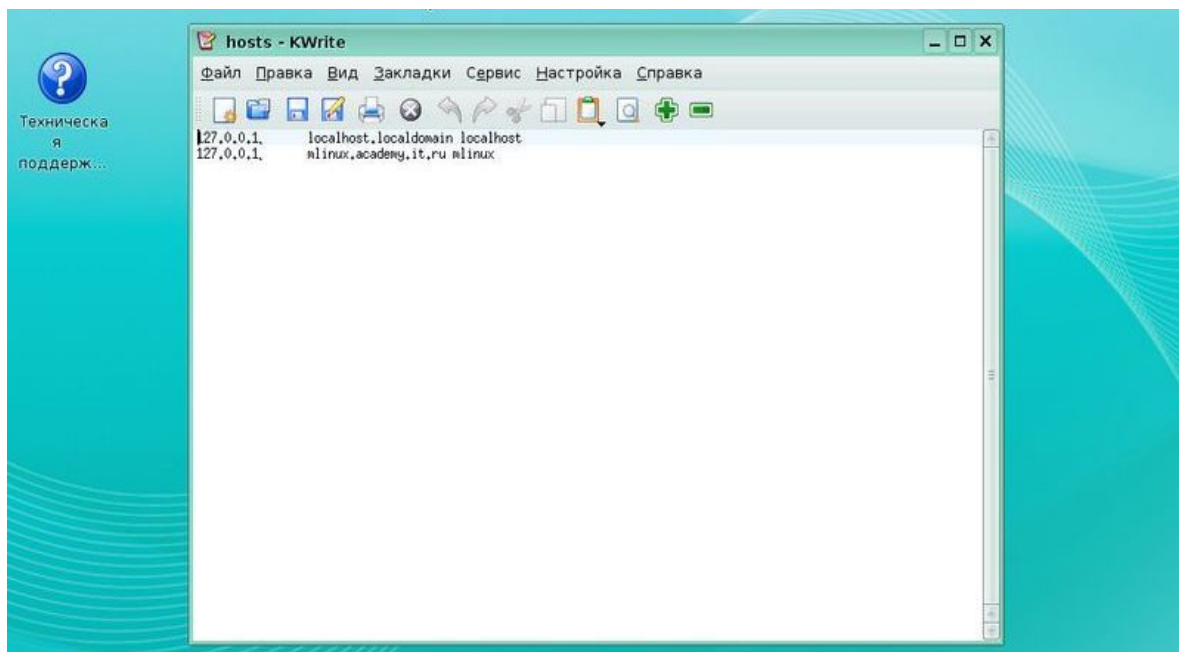 hosts - KWrite
Файл Правка Вид Закладки Сервис Настройка Справка
Техническа
я
поддерж...
127.0.0.1. localhost.localdomain localhost
127.0.0.1. mlinux.academy.it.ru mlinux